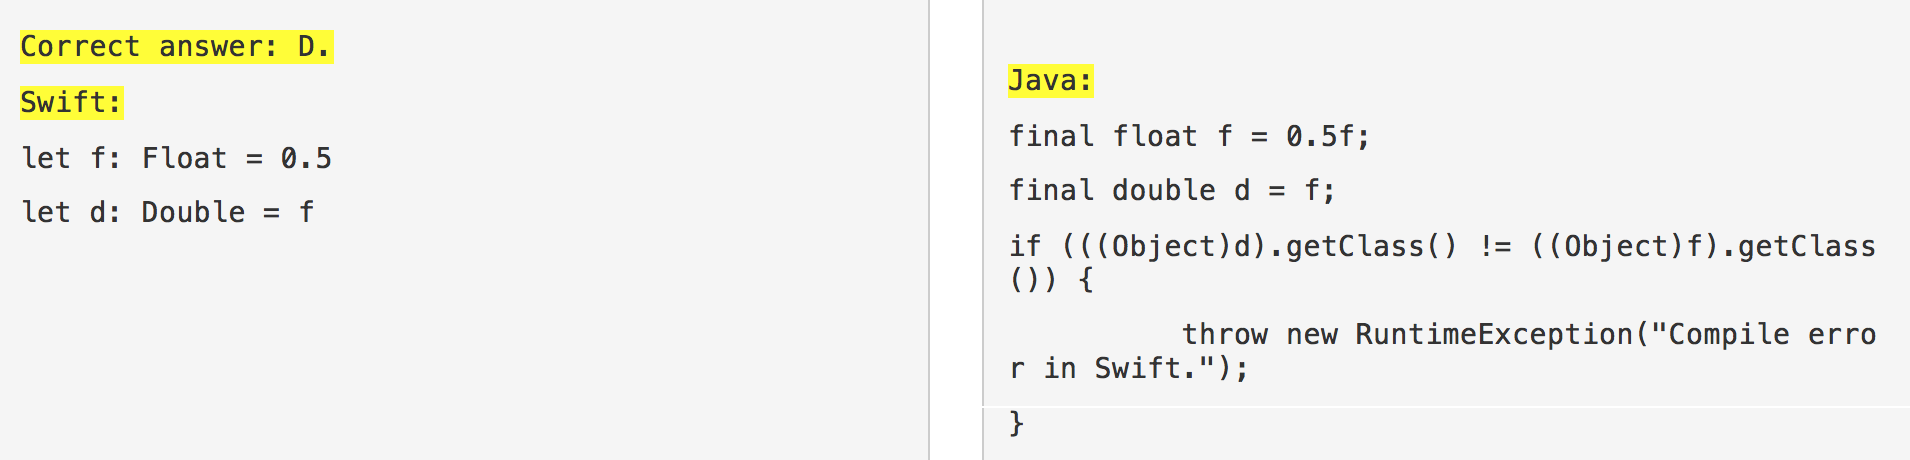 Correct answer: D.
Swift:
let f: Float = 0.5
let d: Double = f
Java:
final float f = 0.5f;
final double d = f;
if (((Object)d).getClass() != ((Object)f).getClass
()) {
throw new RuntimeException("Compile erro
r in Swift.");
}